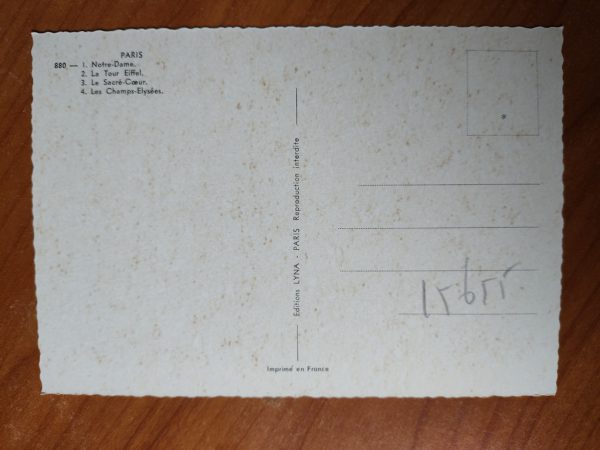 PARIS
880 — 1. Notre-Dame.
2. La Tour Eiffel.
3. Le Sacré-Cœur.
4. Les Champs-Elysées.
Editions LYNA - PARIS Reproduction interdite
Imprimé en France